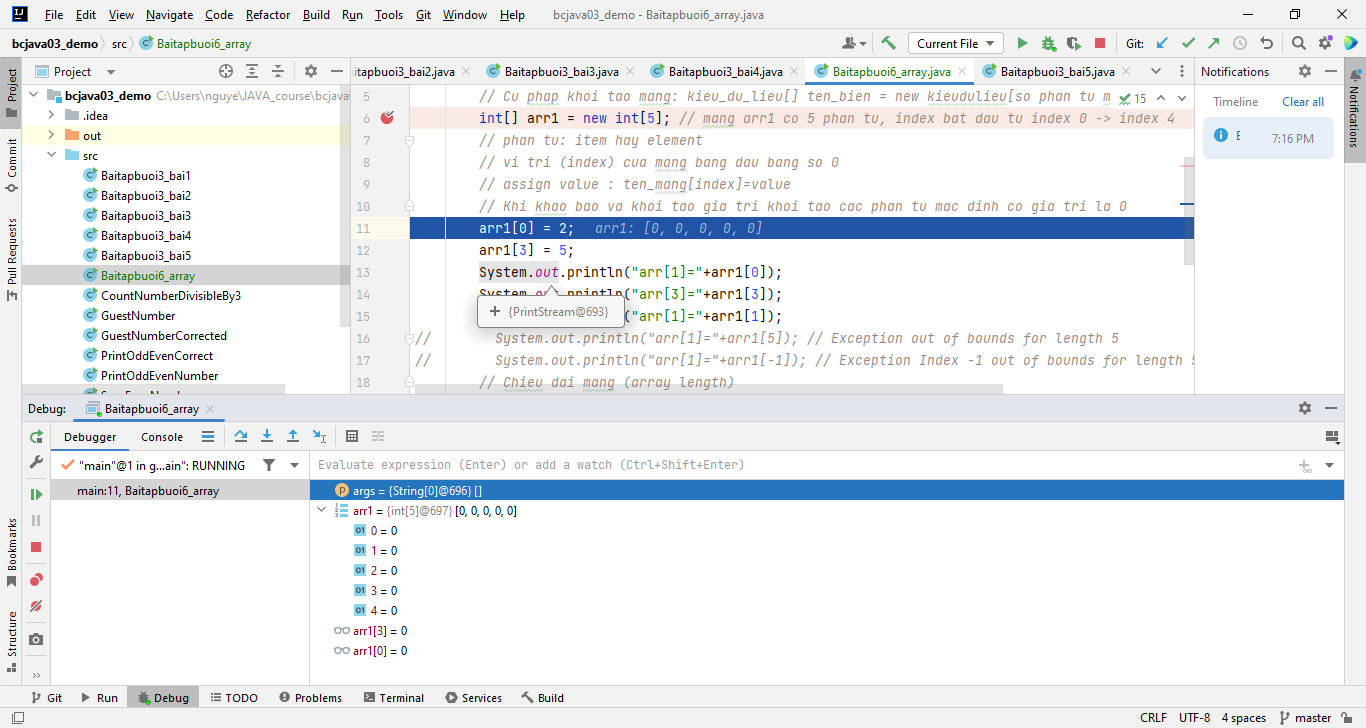 File Edit View Navigate Code Refactor Build Run Tools Git Window Help bcjava03_demo - Baitapbuoi6_array.java
bcjava03_demo src Baitapbuoi6_array Current File Git:
Project
Commit
Pull Requests
Bookmarks
Structure
Project
bcjava03_demo C:\Users\nguye\JAVA_course\bcjava
.idea
out
src
Baitapbuoi3_bai1
Baitapbuoi3_bai2
Baitapbuoi3_bai3
Baitapbuoi3_bai4
Baitapbuoi3_bai5
Baitapbuoi6_array
CountNumberDivisibleBy3
GuestNumber
GuestNumberCorrected
PrintOddEvenCorrect
PrintOddEvenNumber
itapbuoi3_bai2.java Baitapbuoi3_bai3.java Baitapbuoi3_bai4.java Baitapbuoi6_array.java Baitapbuoi3_bai5.java
15
5 // Cu phap khoi tao mang: kieu_du_lieu[] ten_bien = new kieudulieu[so phan tu m
6 int[] arr1 = new int[5]; // mang arr1 co 5 phan tu, index bat dau tu index 0 -> index 4
7 // phan tu: item hay element
8 // vi tri (index) cua mang bang dau bang so 0
9 // assign value : ten_mang[index]=value
10 // Khi khao bao va khoi tao gia tri khoi tao cac phan tu mac dinh co gia tri la 0
11 arr1[0] = 2; arr1: [0, 0, 0, 0, 0]
12 arr1[3] = 5;
13 System.out.println("arr[1]="+arr1[0]);
14 System.out.println("arr[3]="+arr1[3]);
15 ("arr[1]="+arr1[1]);
+ {PrintStream@693}
16 // System.out.println("arr[1]="+arr1[5]); // Exception out of bounds for length 5
17 // System.out.println("arr[1]="+arr1[-1]); // Exception Index -1 out of bounds for length 5
18 // Chieu dai mang (array length)
Notifications
Timeline Clear all
E 7:16 PM
Notifications
Debug: Baitapbuoi6_array
Debugger Console
"main"@1 in g...ain": RUNNING
main:11, Baitapbuoi6_array
Evaluate expression (Enter) or add a watch (Ctrl+Shift+Enter)
p args = {String[0]@696} []
arr1 = {int[5]@697} [0, 0, 0, 0, 0]
01 0 = 0
01 1 = 0
01 2 = 0
01 3 = 0
01 4 = 0
arr1[3] = 0
arr1[0] = 0
Git Run Debug TODO Problems Terminal Services Build
CRLF UTF-8 4 spaces master